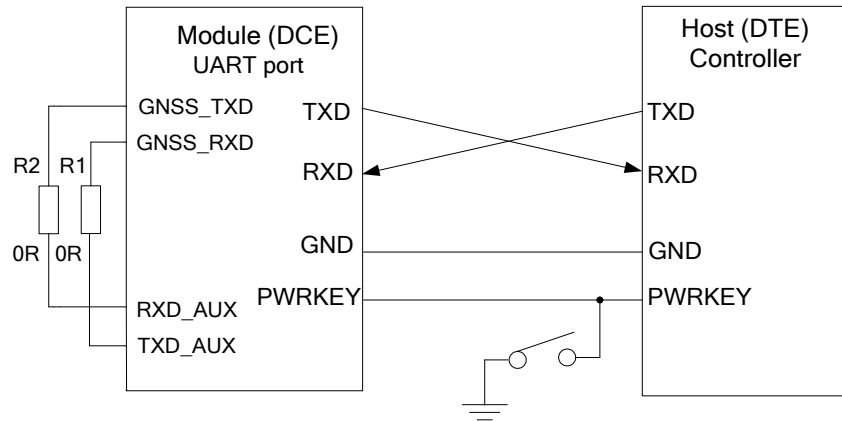 Module (DCE)
UART port
GNSS_TXD
GNSS_RXD
TXD
RXD
GND
PWRKEY
R2
R1
0R
0R
RXD_AUX
TXD_AUX
Host (DTE)
Controller
TXD
RXD
GND
PWRKEY